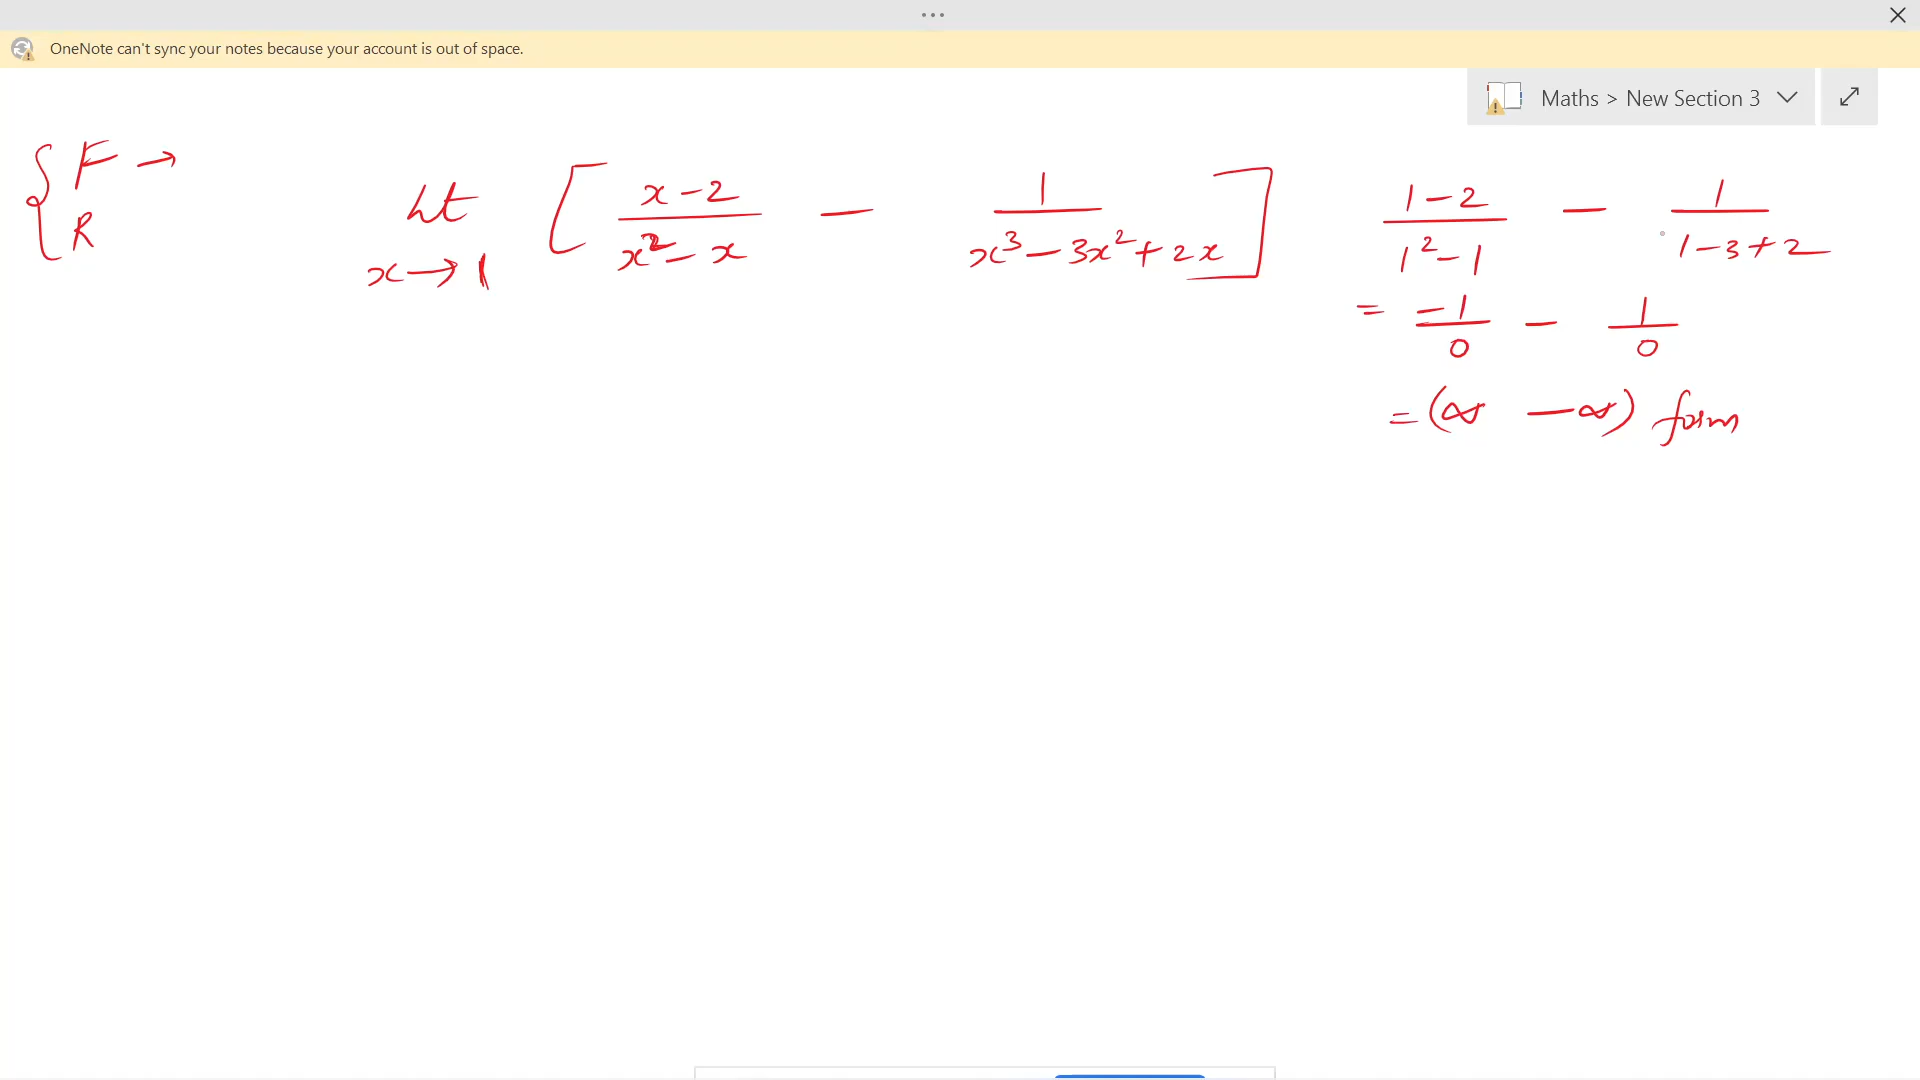 OneNote can't sync your notes because your account is out of space.
Maths > New Section 3
{ F →
R
lt x→1 [ (x-2)/(x²-x) - 1/(x³-3x²+2x) ]
(1-2)/(1²-1) - 1/(1-3+2)
= -1/0 - 1/0
= (∞ - ∞) form